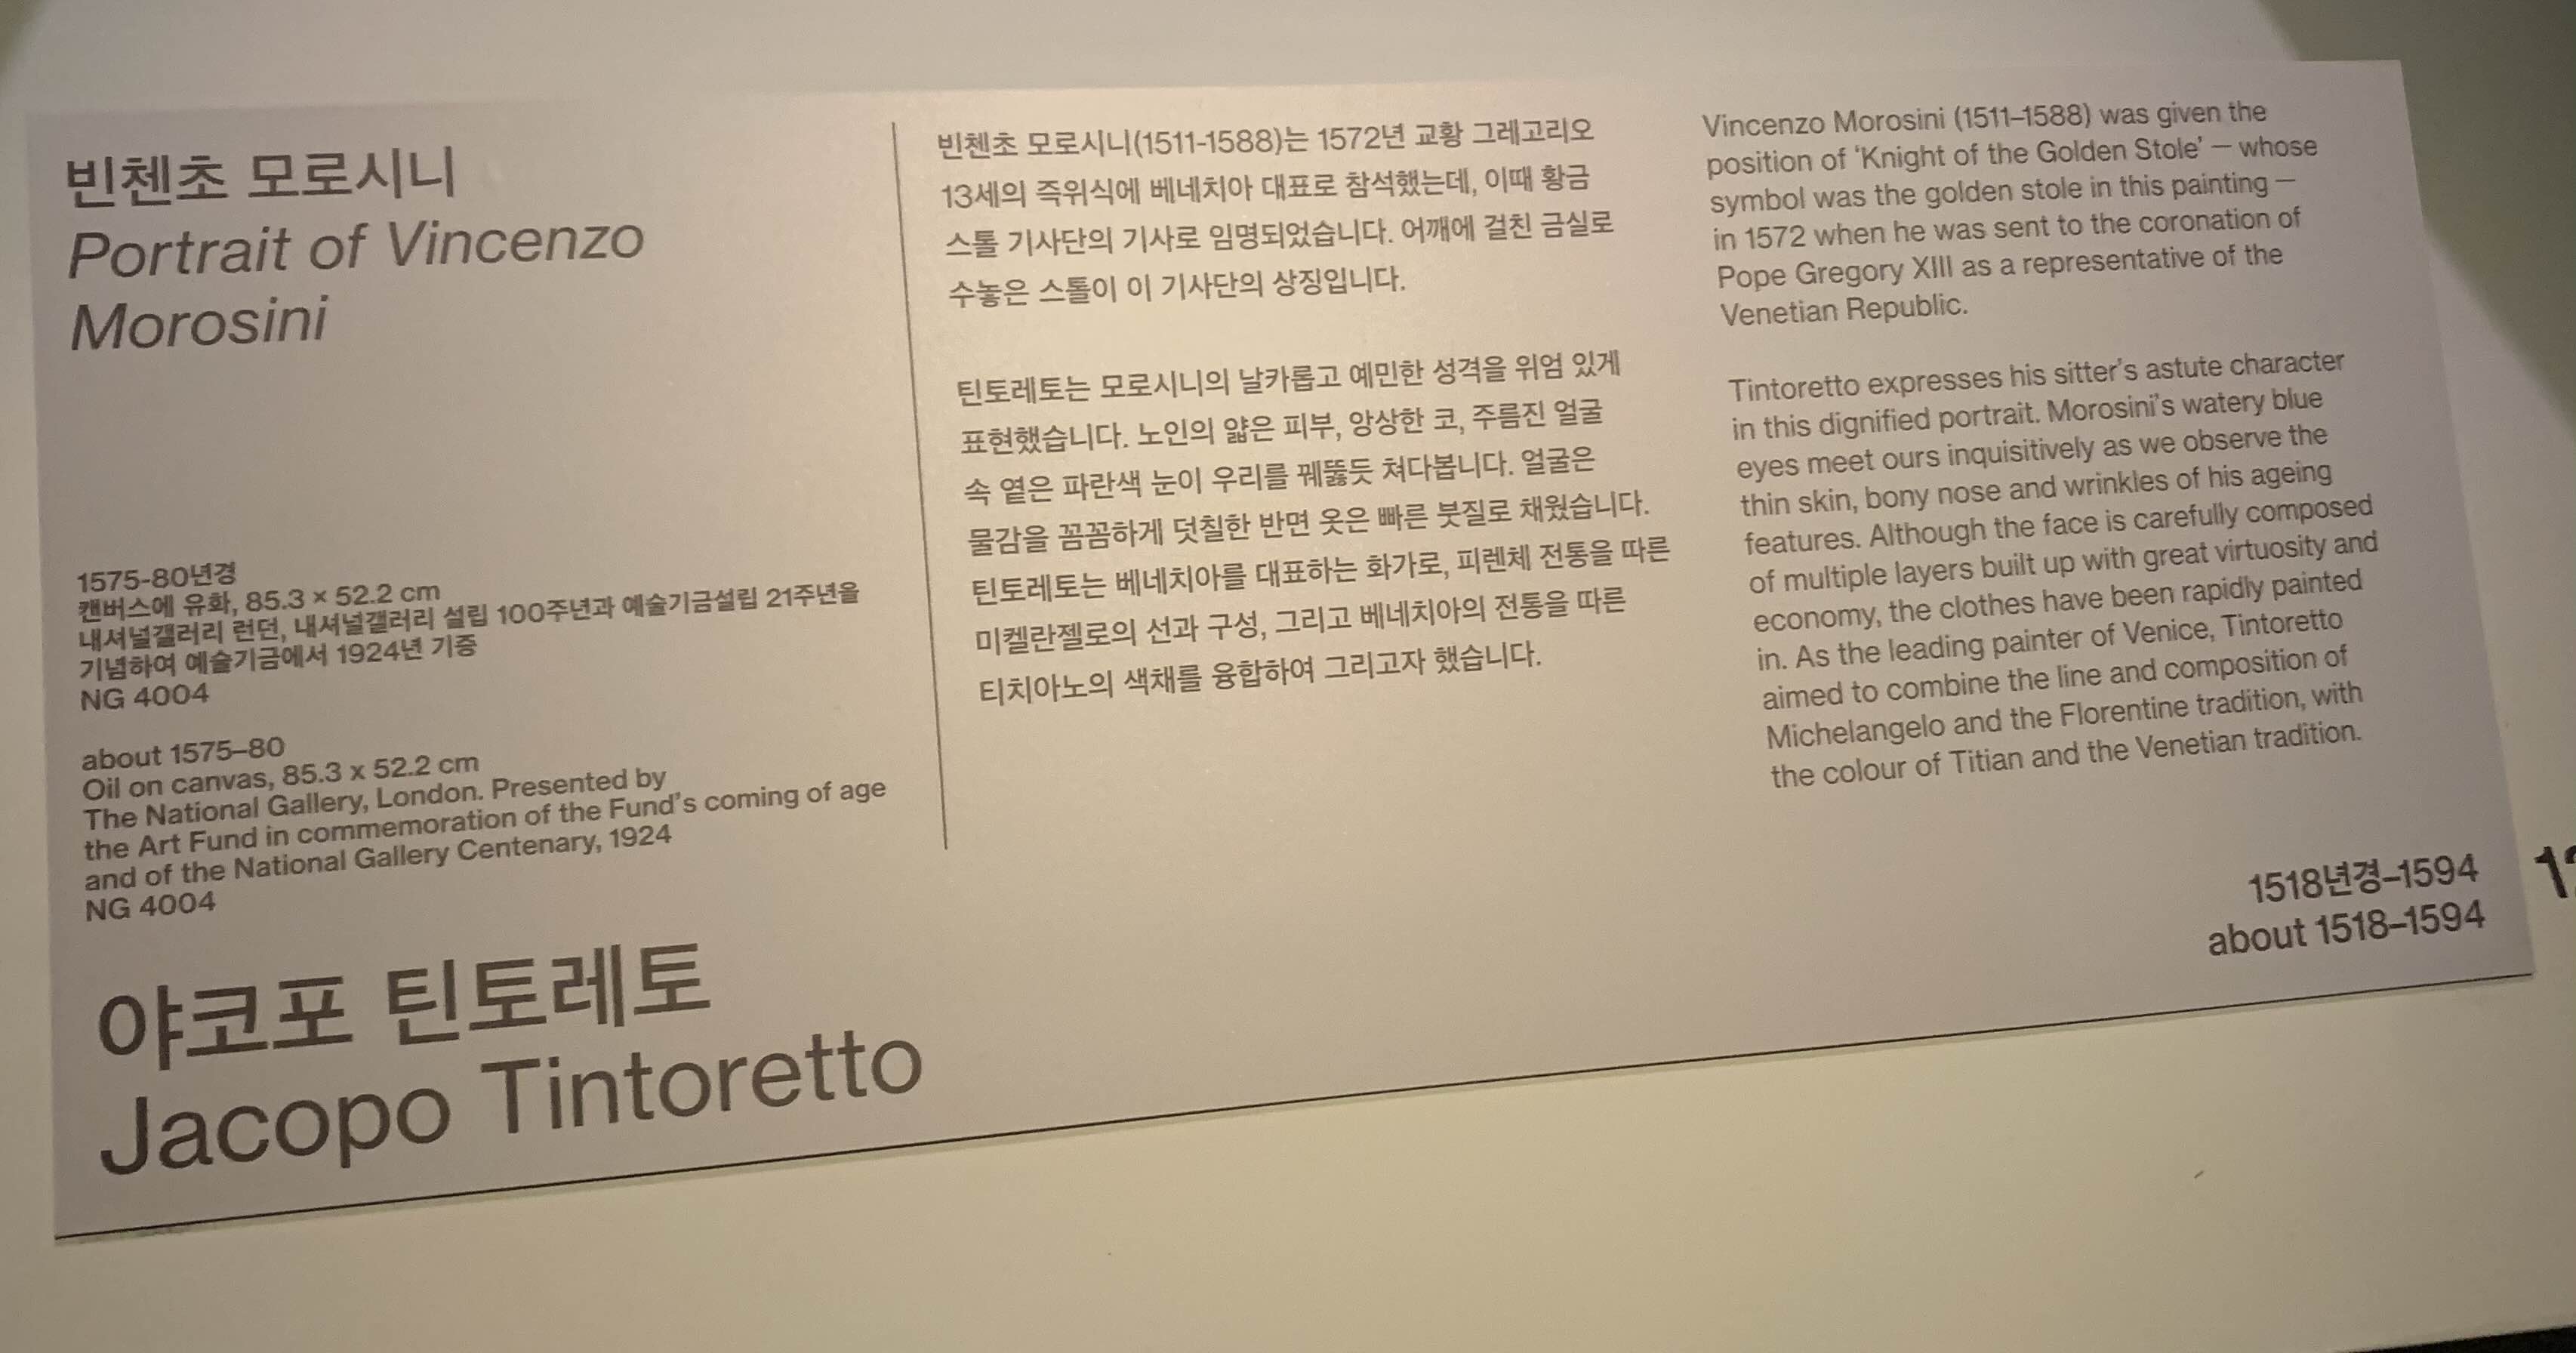 빈첸초 모로시니
Portrait of Vincenzo
Morosini
1575-80년경
캔버스에 유화, 85.3 × 52.2 cm
내셔널갤러리 런던, 내셔널갤러리 설립 100주년과 예술기금설립 21주년을
기념하여 예술기금에서 1924년 기증
NG 4004
about 1575–80
Oil on canvas, 85.3 x 52.2 cm
The National Gallery, London. Presented by
the Art Fund in commemoration of the Fund's coming of age
and of the National Gallery Centenary, 1924
NG 4004
야코포 틴토레토
Jacopo Tintoretto
빈첸초 모로시니(1511-1588)는 1572년 교황 그레고리오
13세의 즉위식에 베네치아 대표로 참석했는데, 이때 황금
스톨 기사단의 기사로 임명되었습니다. 어깨에 걸친 금실로
수놓은 스톨이 이 기사단의 상징입니다.
틴토레토는 모로시니의 날카롭고 예민한 성격을 위엄 있게
표현했습니다. 노인의 얇은 피부, 앙상한 코, 주름진 얼굴
속 옅은 파란색 눈이 우리를 꿰뚫듯 쳐다봅니다. 얼굴은
물감을 꼼꼼하게 덧칠한 반면 옷은 빠른 붓질로 채웠습니다.
틴토레토는 베네치아를 대표하는 화가로, 피렌체 전통을 따른
미켈란젤로의 선과 구성, 그리고 베네치아의 전통을 따른
티치아노의 색채를 융합하여 그리고자 했습니다.
Vincenzo Morosini (1511–1588) was given the
position of ‘Knight of the Golden Stole’ – whose
symbol was the golden stole in this painting –
in 1572 when he was sent to the coronation of
Pope Gregory XIII as a representative of the
Venetian Republic.
Tintoretto expresses his sitter's astute character
in this dignified portrait. Morosini's watery blue
eyes meet ours inquisitively as we observe the
thin skin, bony nose and wrinkles of his ageing
features. Although the face is carefully composed
of multiple layers built up with great virtuosity and
economy, the clothes have been rapidly painted
in. As the leading painter of Venice, Tintoretto
aimed to combine the line and composition of
Michelangelo and the Florentine tradition, with
the colour of Titian and the Venetian tradition.
1518년경–1594
about 1518–1594